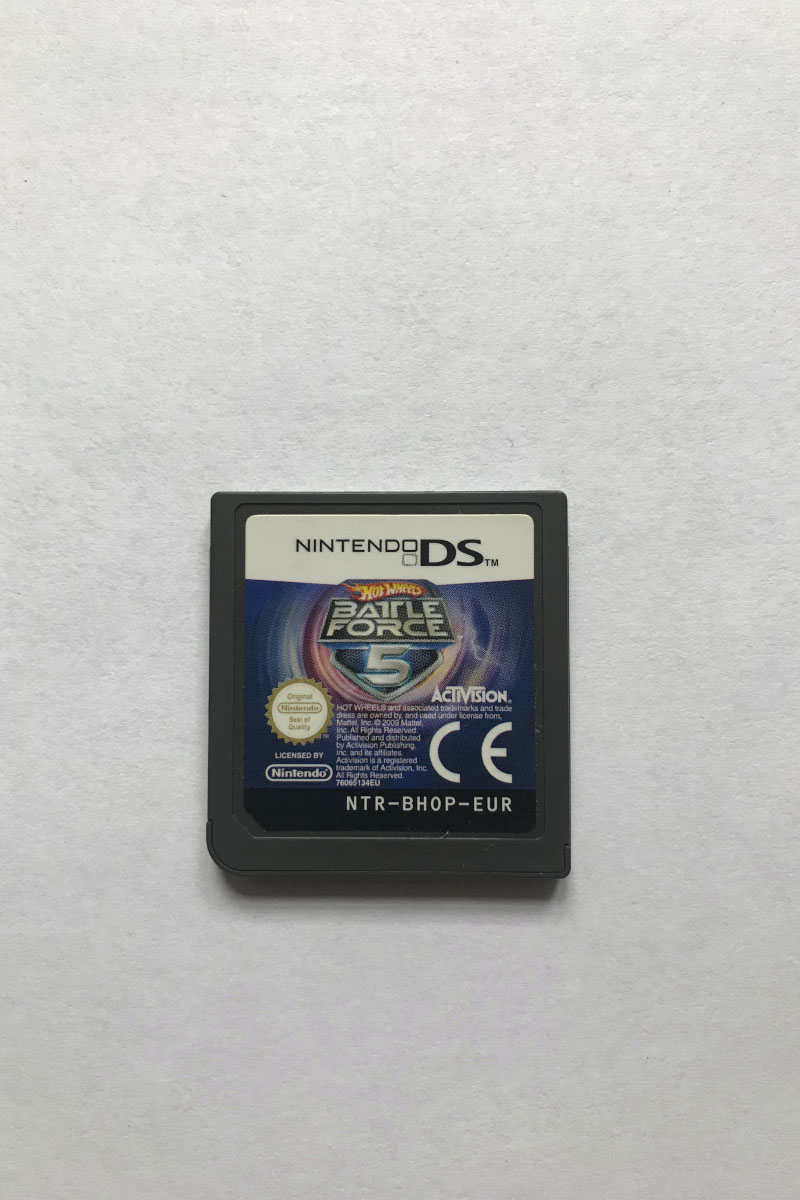 NINTENDO DS TM
HOT WHEELS
BATTLE
FORCE
5
ACTIVISION®
Original
Nintendo
Seal of
Quality
TM
HOT WHEELS and associated trademarks and trade
dress are owned by, and used under license from,
Mattel, Inc. © 2009 Mattel,
Inc. All Rights Reserved.
Published and distributed
by Activision Publishing,
Inc. and its affiliates.
Activision is a registered
trademark of Activision, Inc.
All Rights Reserved.
76065134EU
CE
LICENSED BY
Nintendo
NTR-BHOP-EUR